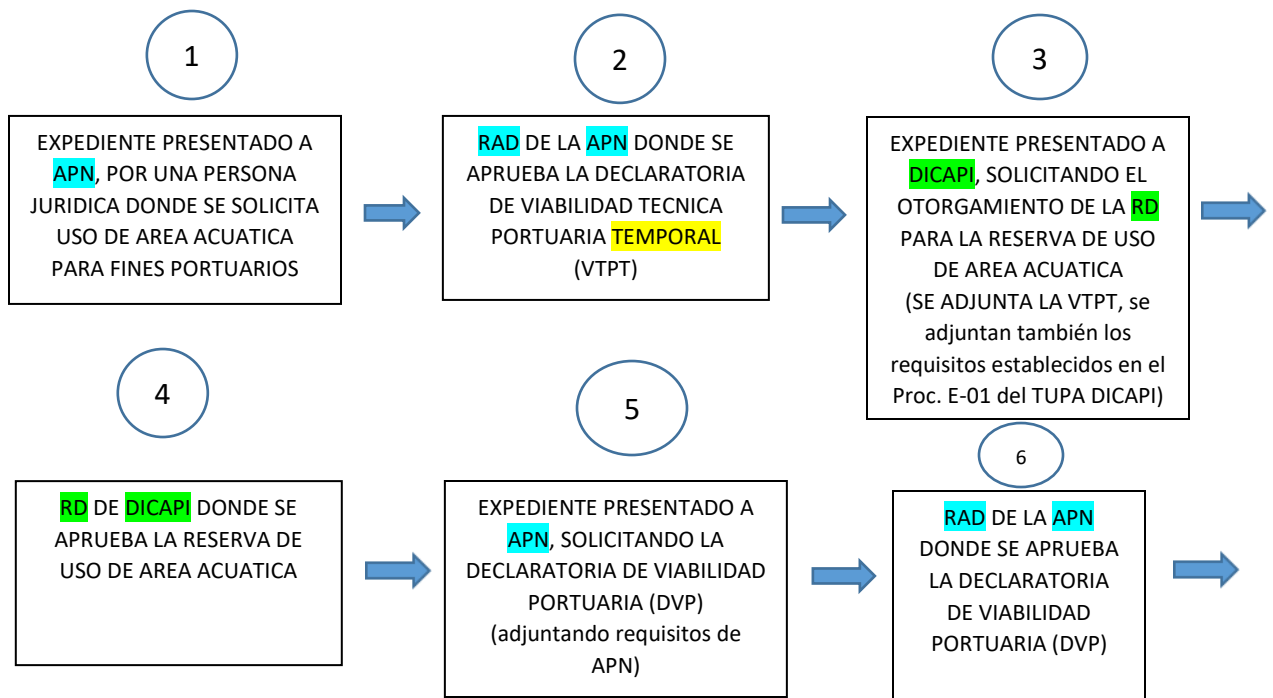 1
EXPEDIENTE PRESENTADO A
APN, POR UNA PERSONA
JURIDICA DONDE SE SOLICITA
USO DE AREA ACUATICA
PARA FINES PORTUARIOS
2
RAD DE LA APN DONDE SE
APRUEBA LA DECLARATORIA
DE VIABILIDAD TECNICA
PORTUARIA TEMPORAL
(VTPT)
3
EXPEDIENTE PRESENTADO A
DICAPI, SOLICITANDO EL
OTORGAMIENTO DE LA RD
PARA LA RESERVA DE USO
DE AREA ACUATICA
(SE ADJUNTA LA VTPT, se
adjuntan también los
requisitos establecidos en el
Proc. E-01 del TUPA DICAPI)
4
RD DE DICAPI DONDE SE
APRUEBA LA RESERVA DE
USO DE AREA ACUATICA
5
EXPEDIENTE PRESENTADO A
APN, SOLICITANDO LA
DECLARATORIA DE VIABILIDAD
PORTUARIA (DVP)
(adjuntando requisitos de
APN)
6
RAD DE LA APN
DONDE SE APRUEBA
LA DECLARATORIA
DE VIABILIDAD
PORTUARIA (DVP)